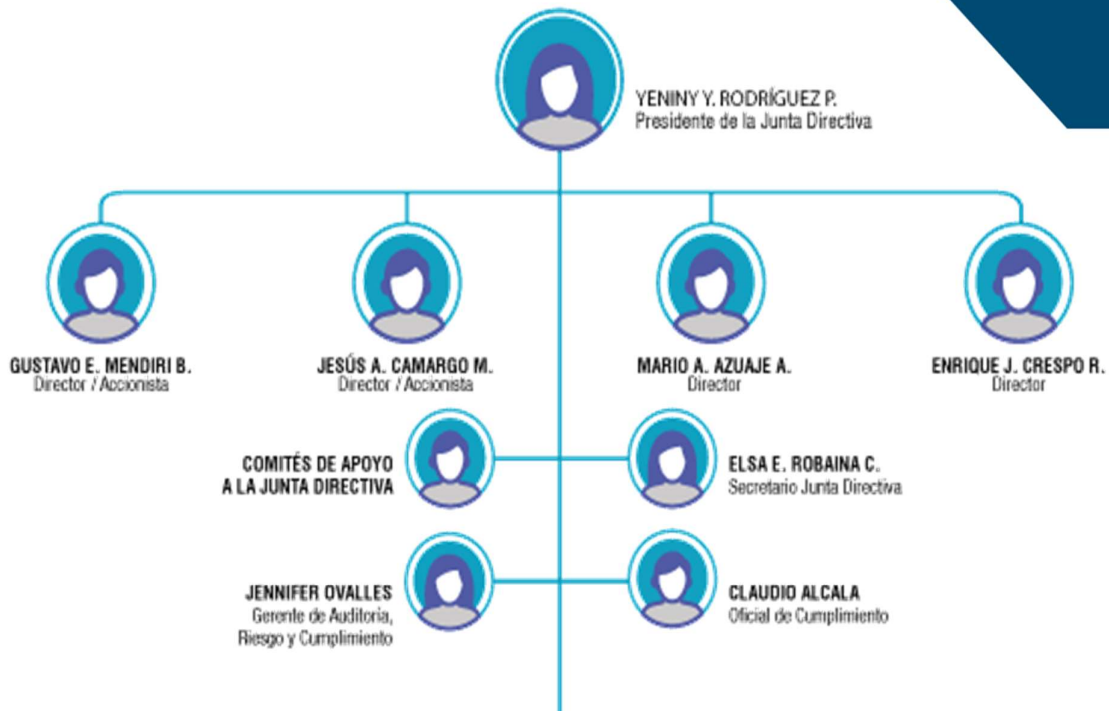 YENINY Y. RODRÍGUEZ P.
Presidente de la Junta Directiva
GUSTAVO E. MENDIRI B.
Director / Accionista
JESÚS A. CAMARGO M.
Director / Accionista
MARIO A. AZUAJE A.
Director
ENRIQUE J. CRESPO R.
Director
COMITÉS DE APOYO
A LA JUNTA DIRECTIVA
ELSA E. ROBAINA C.
Secretario Junta Directiva
JENNIFER OVALLES
Gerente de Auditoria,
Riesgo y Cumplimiento
CLAUDIO ALCALA
Oficial de Cumplimiento